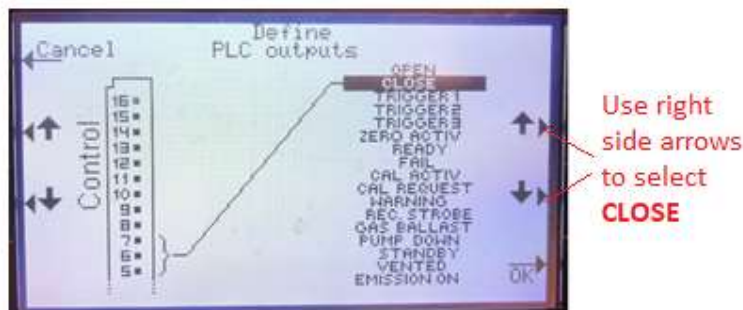 Define
PLC outputs
Cancel
Control
16
15
14
13
12
11
10
9
8
7
6
5
OPEN
CLOSE
TRIGGER1
TRIGGER2
TRIGGER3
ZERO ACTIV
READY
FAIL
CAL ACTIV
CAL REQUEST
WARNING
REC STROBE
GAS BALLAST
PUMP DOWN
STANDBY
VENTED
EMISSION ON
OK
Use right
side arrows
to select
CLOSE